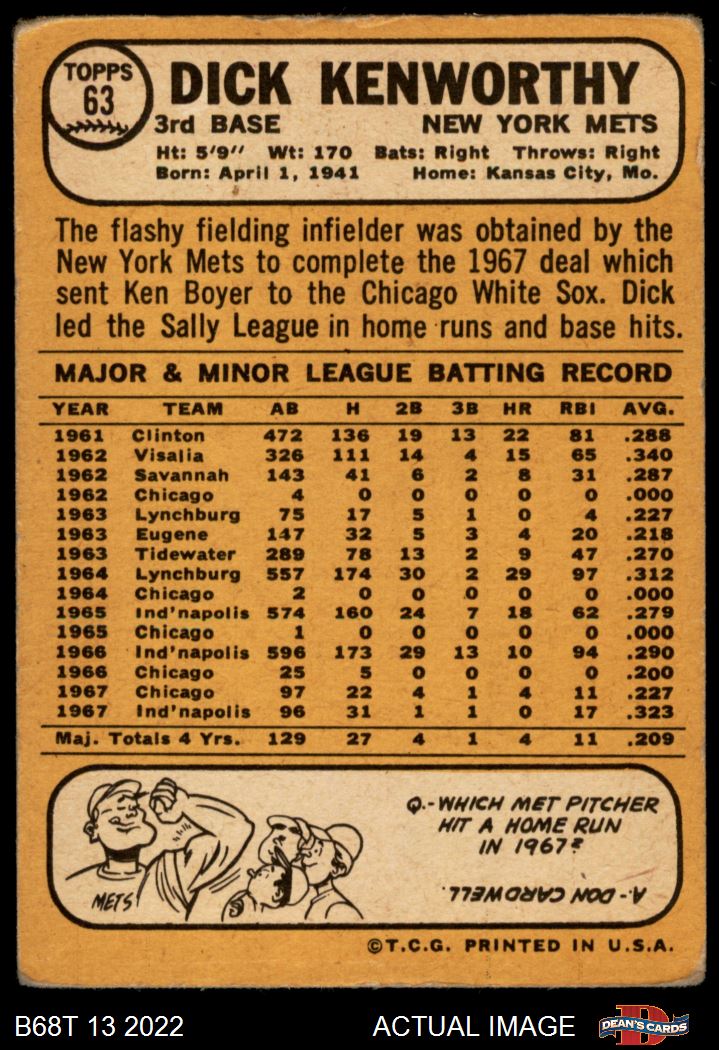 TOPPS
63
DICK KENWORTHY
3rd BASE NEW YORK METS
Ht: 5'9" Wt: 170 Bats: Right Throws: Right
Born: April 1, 1941 Home: Kansas City, Mo.
The flashy fielding infielder was obtained by the
New York Mets to complete the 1967 deal which
sent Ken Boyer to the Chicago White Sox. Dick
led the Sally League in home runs and base hits.
MAJOR & MINOR LEAGUE BATTING RECORD
YEAR TEAM AB H 2B 3B HR RBI AVG.
1961 Clinton 472 136 19 13 22 81 .288
1962 Visalia 326 111 14 4 15 65 .340
1962 Savannah 143 41 6 2 8 31 .287
1962 Chicago 4 0 0 0 0 0 .000
1963 Lynchburg 75 17 5 1 0 4 .227
1963 Eugene 147 32 5 3 4 20 .218
1963 Tidewater 289 78 13 2 9 47 .270
1964 Lynchburg 557 174 30 2 29 97 .312
1964 Chicago 2 0 0 0 0 0 .000
1965 Ind'napolis 574 160 24 7 18 62 .279
1965 Chicago 1 0 0 0 0 0 .000
1966 Ind'napolis 596 173 29 13 10 94 .290
1966 Chicago 25 5 0 0 0 0 .200
1967 Chicago 97 22 4 1 4 11 .227
1967 Ind'napolis 96 31 1 1 0 17 .323
Maj. Totals 4 Yrs. 129 27 4 1 4 11 .209
Q.-WHICH MET PITCHER
HIT A HOME RUN
IN 1967?
A-DON CARDWELL.
METS
©T.C.G. PRINTED IN U.S.A.
B68T 13 2022 ACTUAL IMAGE
D
DEAN'S CARDS